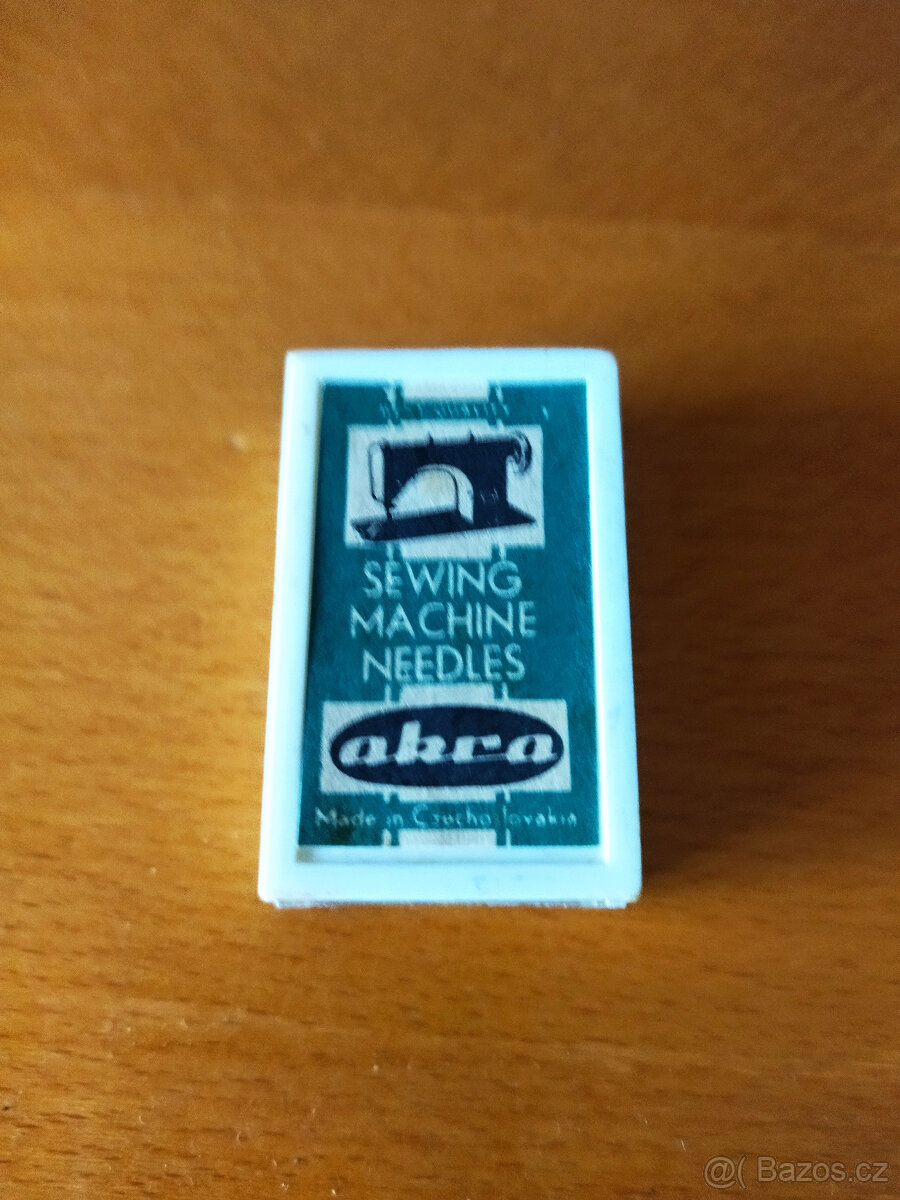 SEWING
MACHINE
NEEDLES
akra
Made in Czechoslovakia
@( Bazos.cz